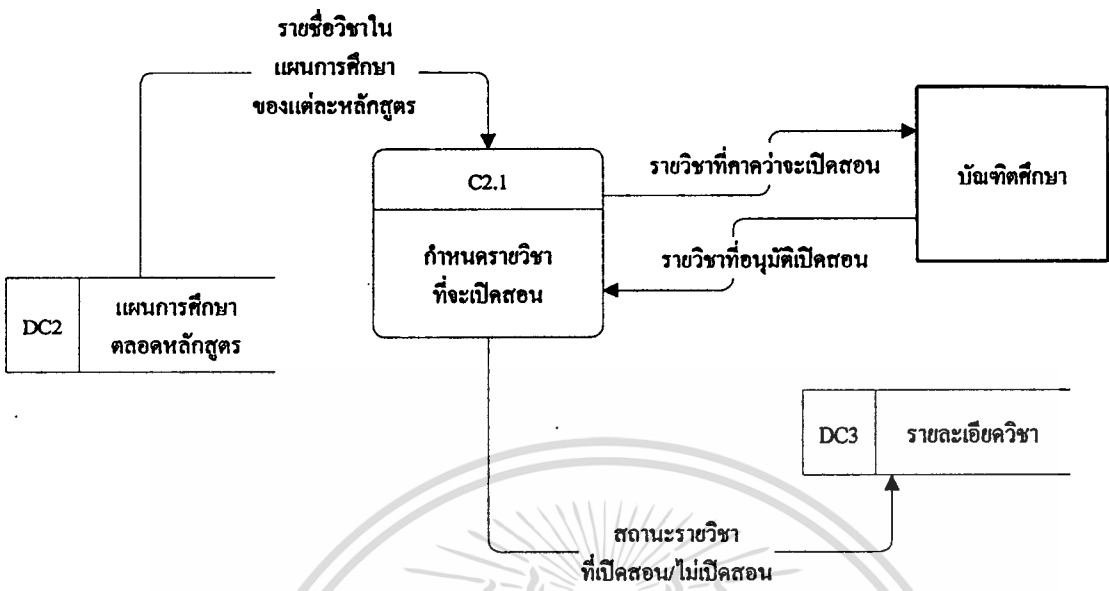 รายชื่อวิชาใน
แผนการศึกษา
ของแต่ละหลักสูตร
C2.1
กำหนดรายวิชา
ที่จะเปิดสอน
รายวิชาที่คาดว่าจะเปิดสอน
บัณฑิตศึกษา
รายวิชาที่อนุมัติเปิดสอน
DC2
แผนการศึกษา
ตลอดหลักสูตร
DC3
รายละเอียดวิชา
สถานะรายวิชา
ที่เปิดสอน/ไม่เปิดสอน